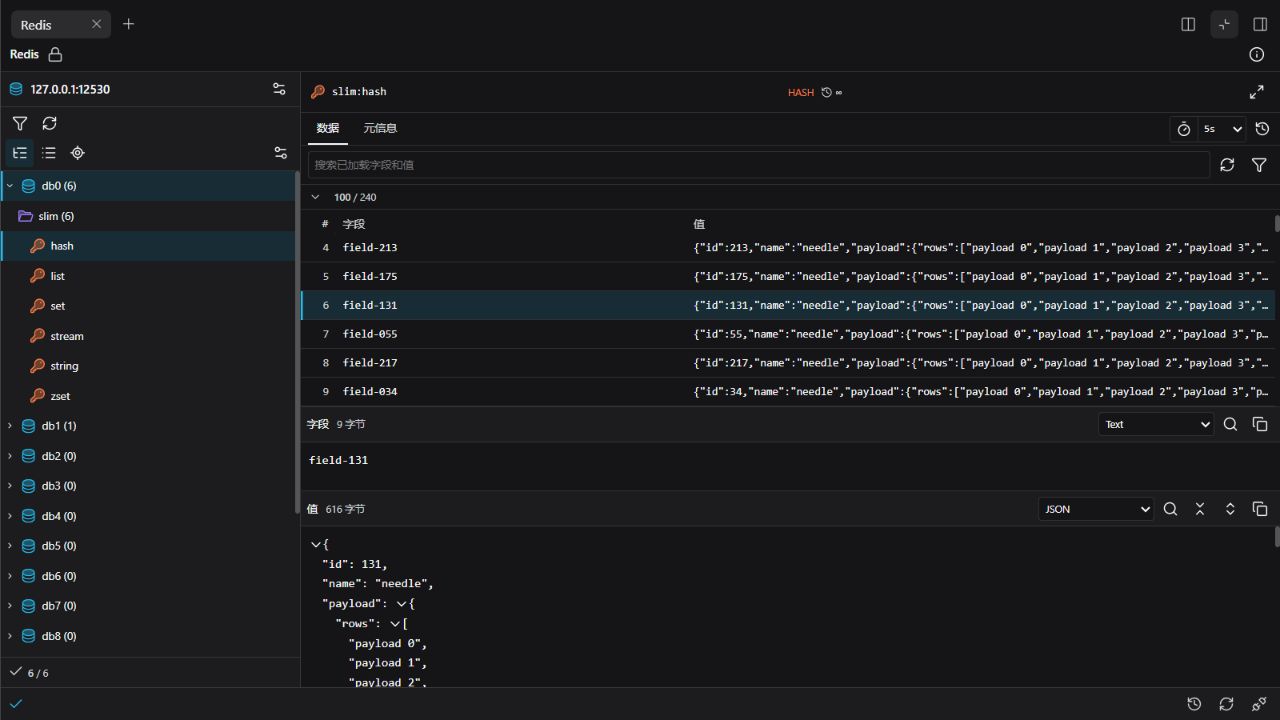 Redis
Redis
127.0.0.1:12530
db0 (6)
slim (6)
hash
list
set
stream
string
zset
db1 (1)
db2 (0)
db3 (0)
db4 (0)
db5 (0)
db6 (0)
db7 (0)
db8 (0)
6 / 6
slim:hash
HASH ∞
数据 元信息
5s
搜索已加载字段和值
100 / 240
# 字段 值
4 field-213 {"id":213,"name":"needle","payload":{"rows":["payload 0","payload 1","payload 2","payload 3","…
5 field-175 {"id":175,"name":"needle","payload":{"rows":["payload 0","payload 1","payload 2","payload 3","…
6 field-131 {"id":131,"name":"needle","payload":{"rows":["payload 0","payload 1","payload 2","payload 3","…
7 field-055 {"id":55,"name":"needle","payload":{"rows":["payload 0","payload 1","payload 2","payload 3","p…
8 field-217 {"id":217,"name":"needle","payload":{"rows":["payload 0","payload 1","payload 2","payload 3","…
9 field-034 {"id":34,"name":"needle","payload":{"rows":["payload 0","payload 1","payload 2","payload 3","p…
字段 9 字节
Text
field-131
值 616 字节
JSON
{
"id": 131,
"name": "needle",
"payload": {
"rows": [
"payload 0",
"payload 1",
"payload 2",